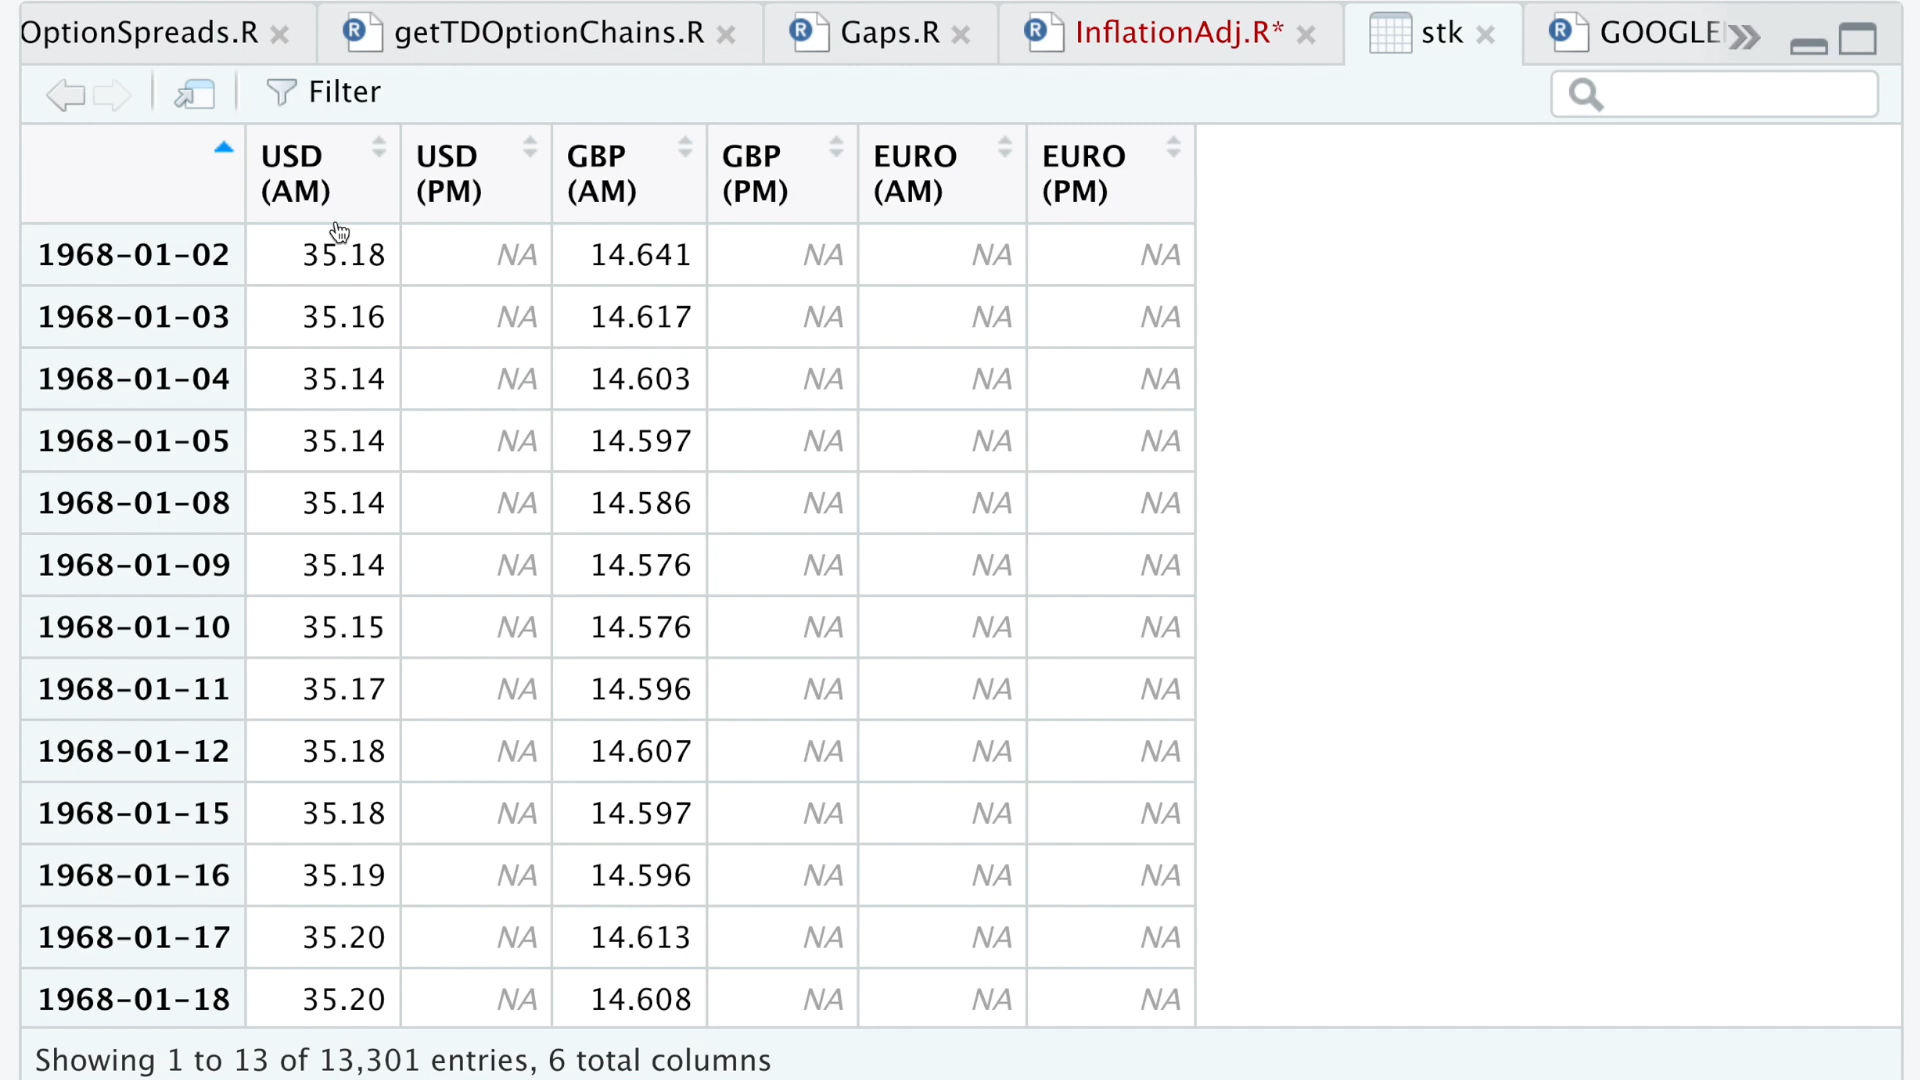 OptionSpreads.R getTDOptionChains.R Gaps.R InflationAdj.R* stk GOOGLE
Filter
USD (AM) USD (PM) GBP (AM) GBP (PM) EURO (AM) EURO (PM)
1968-01-02 35.18 NA 14.641 NA NA NA
1968-01-03 35.16 NA 14.617 NA NA NA
1968-01-04 35.14 NA 14.603 NA NA NA
1968-01-05 35.14 NA 14.597 NA NA NA
1968-01-08 35.14 NA 14.586 NA NA NA
1968-01-09 35.14 NA 14.576 NA NA NA
1968-01-10 35.15 NA 14.576 NA NA NA
1968-01-11 35.17 NA 14.596 NA NA NA
1968-01-12 35.18 NA 14.607 NA NA NA
1968-01-15 35.18 NA 14.597 NA NA NA
1968-01-16 35.19 NA 14.596 NA NA NA
1968-01-17 35.20 NA 14.613 NA NA NA
1968-01-18 35.20 NA 14.608 NA NA NA
Showing 1 to 13 of 13,301 entries, 6 total columns